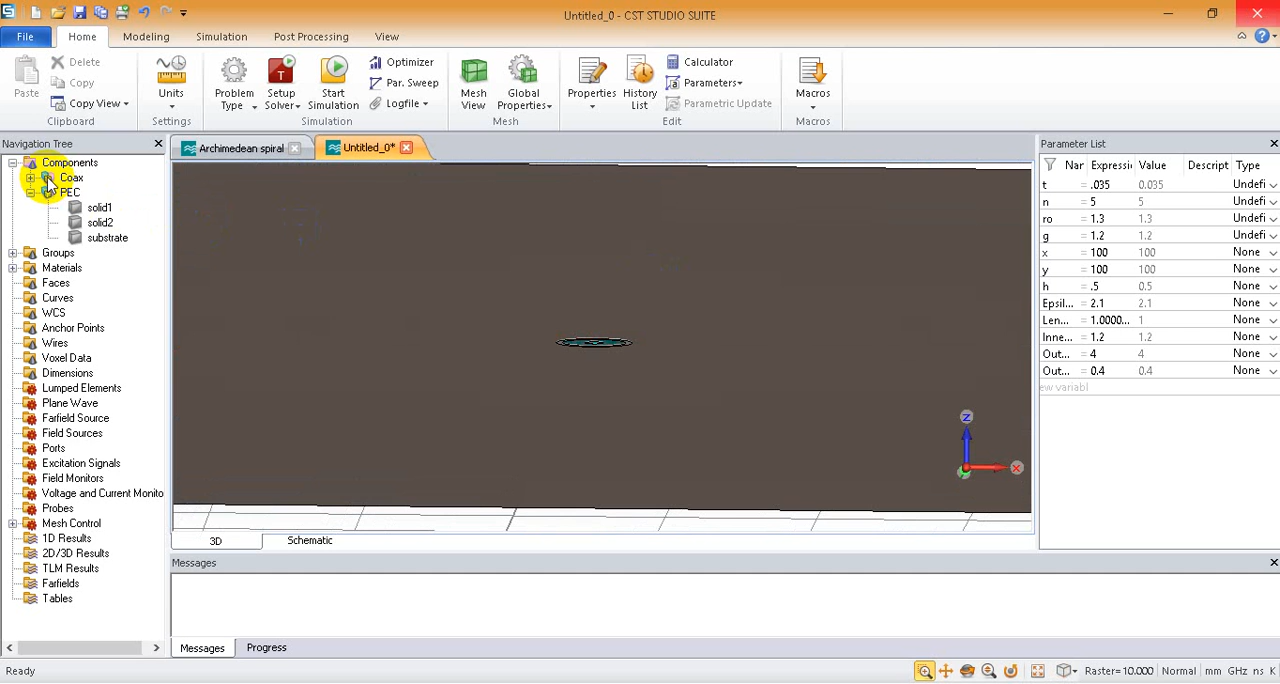 Untitled_0* - CST STUDIO SUITE
File Home Modeling Simulation Post Processing View
Paste Delete Copy Copy View Clipboard
Units Settings
Problem Type Setup Solver Start Simulation Optimizer Par. Sweep Logfile Simulation
Mesh View Global Properties Mesh
Properties History List Calculator Parameters Parametric Update Edit
Macros Macros
Navigation Tree
Archimedean spiral Untitled_0*
Components
Coax
PEC
solid1
solid2
substrate
Groups
Materials
Faces
Curves
WCS
Anchor Points
Wires
Voxel Data
Dimensions
Lumped Elements
Plane Wave
Farfield Source
Field Sources
Ports
Excitation Signals
Field Monitors
Voltage and Current Monito
Probes
Mesh Control
1D Results
2D/3D Results
TLM Results
Farfields
Tables
z
x
3D Schematic
Parameter List
Nar Expressi Value Descript Type
t = .035 0.035 Undefi
n = 5 5 Undefi
ro = 1.3 1.3 Undefi
g = 1.2 1.2 Undefi
x = 100 100 None
y = 100 100 None
h = .5 0.5 None
Epsil... = 2.1 2.1 None
Len... = 1.0000... 1 None
Inne... = 1.2 1.2 None
Out... = 4 4 None
Out... = 0.4 0.4 None
ew variabl
Messages
Messages Progress
Ready
Raster=10.000 Normal mm GHz ns K